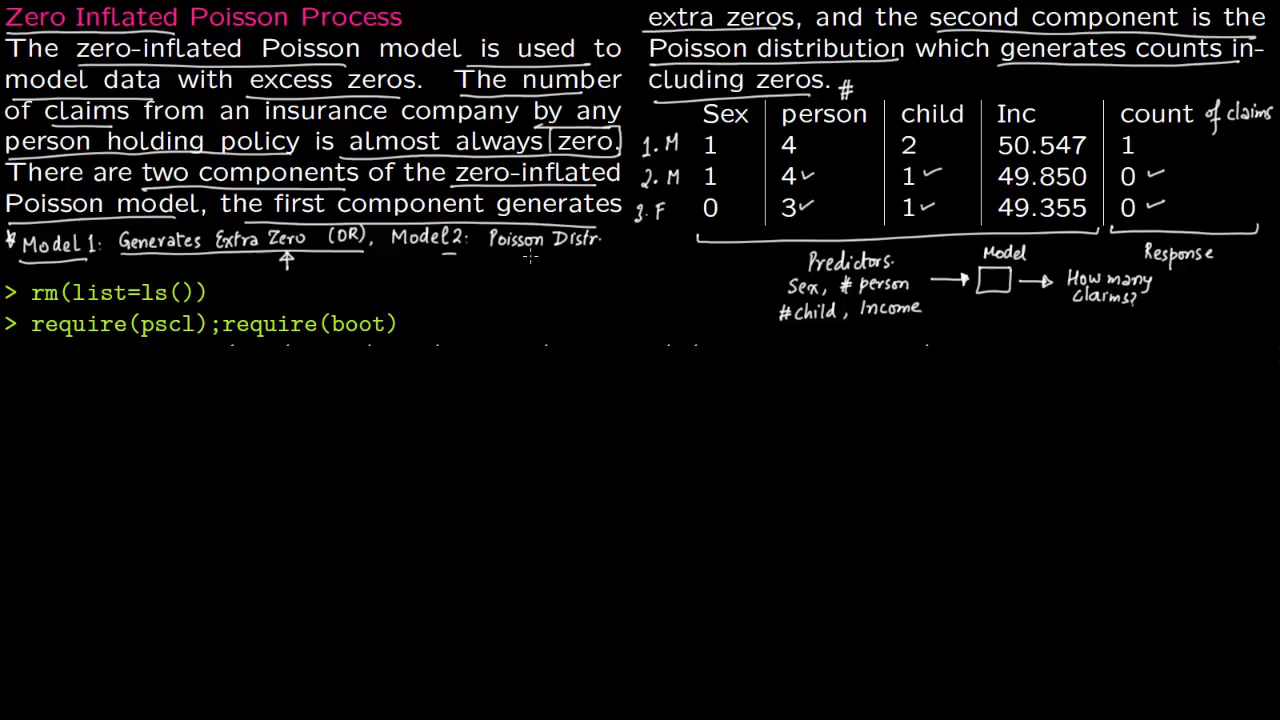 Zero Inflated Poisson Process
The zero-inflated Poisson model is used to
model data with excess zeros. The number
of claims from an insurance company by any
person holding policy is almost always zero.
There are two components of the zero-inflated
Poisson model, the first component generates
* Model 1: Generates Extra Zero (OR), Model 2: Poisson Distr.
> rm(list=ls())
> require(pscl);require(boot)
extra zeros, and the second component is the
Poisson distribution which generates counts in-
cluding zeros.
#
Sex person child Inc count of claims
1. M 1 4 2 50.547 1
2. M 1 4 ✓ 1 ✓ 49.850 0 ✓
3. F 0 3 ✓ 1 ✓ 49.355 0 ✓
Predictors Model Response
Sex, # person How many
#child, Income claims?